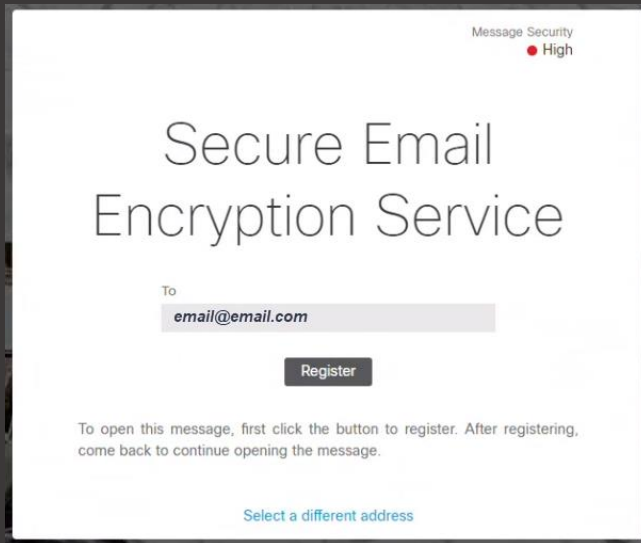 Message Security
High
Secure Email
Encryption Service
To
email@email.com
Register
To open this message, first click the button to register. After registering,
come back to continue opening the message.
Select a different address